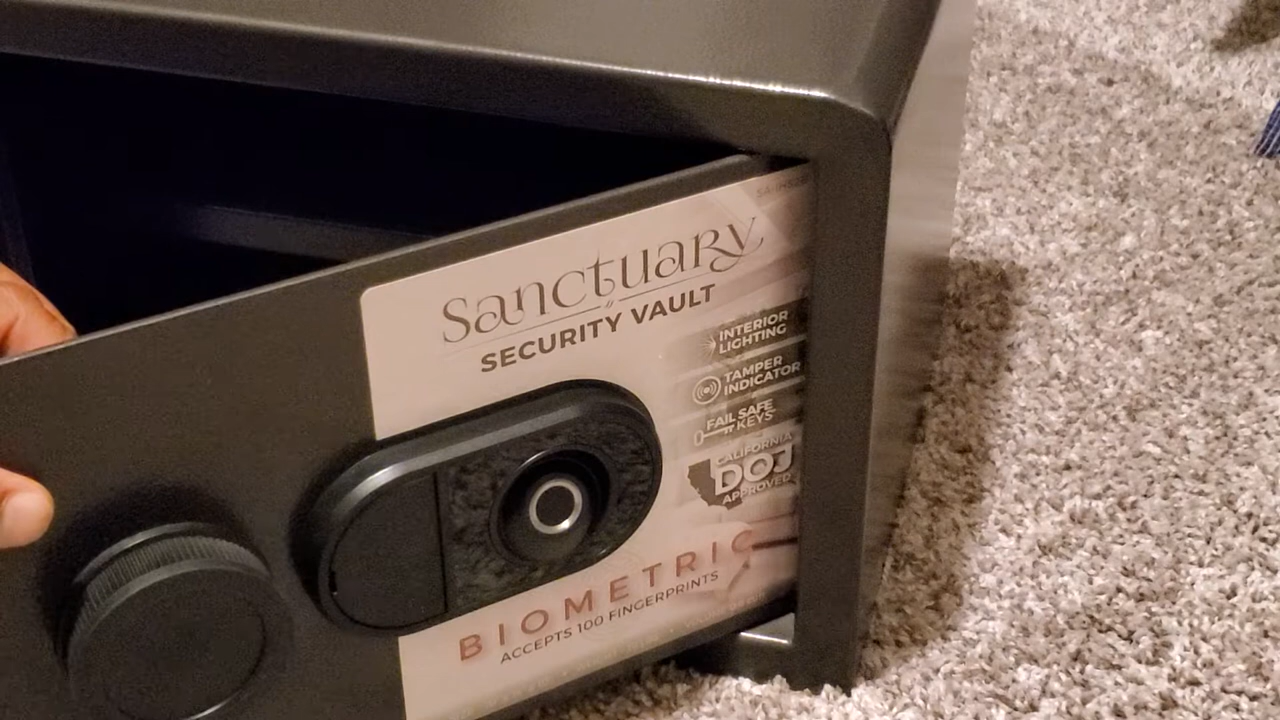 Sanctuary
SECURITY VAULT
INTERIOR
LIGHTING
TAMPER
INDICATOR
FAIL SAFE
KEYS
CALIFORNIA
DOJ
APPROVED
BIOMETRIC
ACCEPTS 100 FINGERPRINTS